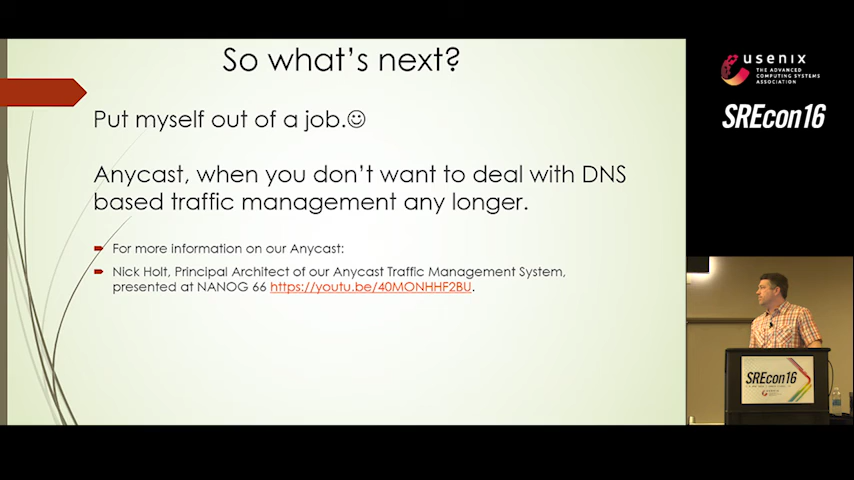 So what's next?
Put myself out of a job.☺
Anycast, when you don't want to deal with DNS
based traffic management any longer.
For more information on our Anycast:
Nick Holt, Principal Architect of our Anycast Traffic Management System,
presented at NANOG 66 https://youtu.be/40MONHHF2BU.
usenix
THE ADVANCED
COMPUTING SYSTEMS
ASSOCIATION
SREcon16
SREcon16
usenix